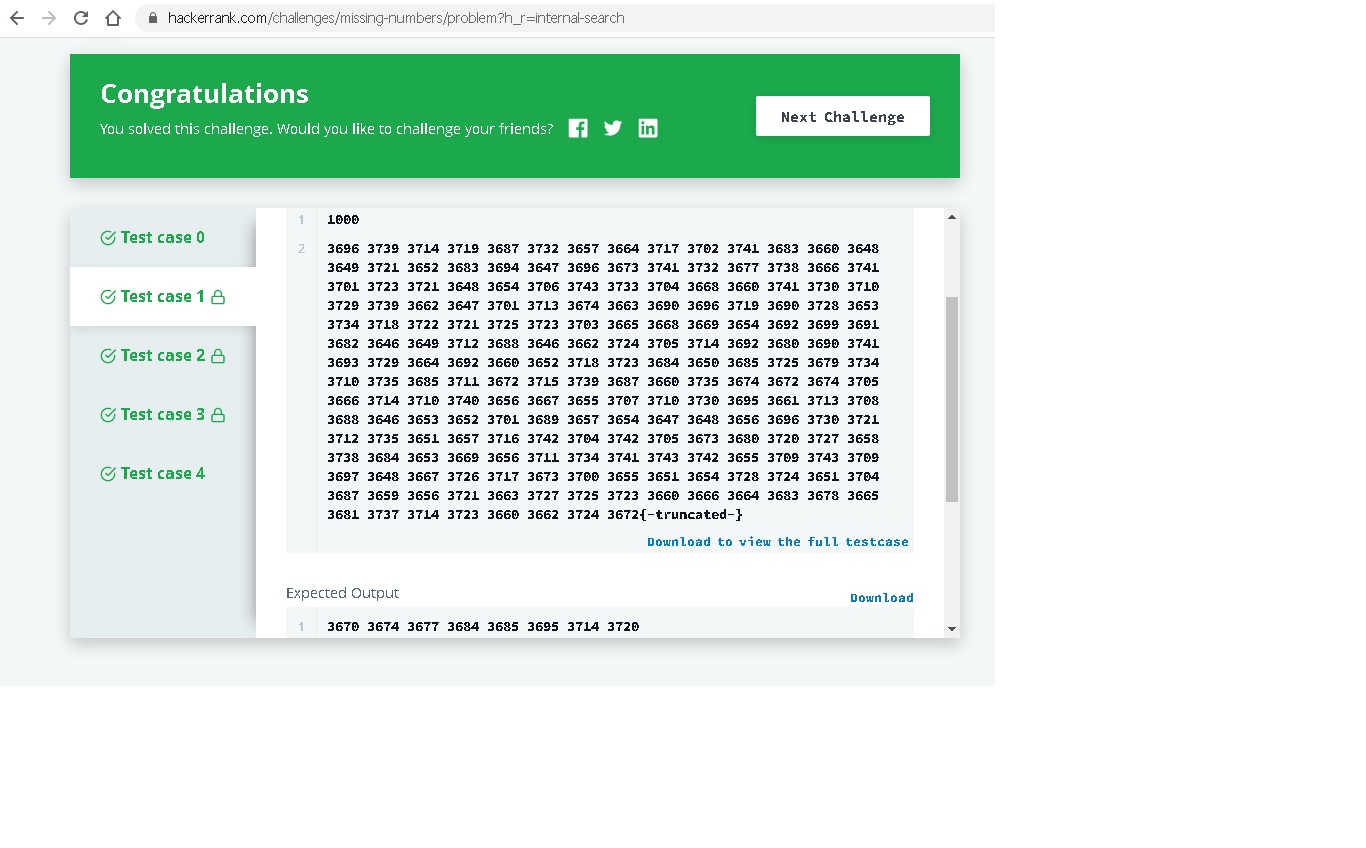 hackerrank.com/challenges/missing-numbers/problem?h_r=internal-search
Congratulations
You solved this challenge. Would you like to challenge your friends?
Next Challenge
Test case 0
Test case 1
Test case 2
Test case 3
Test case 4
1 1000
2 3696 3739 3714 3719 3687 3732 3657 3664 3717 3702 3741 3683 3660 3648
3649 3721 3652 3683 3694 3647 3696 3673 3741 3732 3677 3738 3666 3741
3701 3723 3721 3648 3654 3706 3743 3733 3704 3668 3660 3741 3730 3710
3729 3739 3662 3647 3701 3713 3674 3663 3690 3696 3719 3690 3728 3653
3734 3718 3722 3721 3725 3723 3703 3665 3668 3669 3654 3692 3699 3691
3682 3646 3649 3712 3688 3646 3662 3724 3705 3714 3692 3680 3690 3741
3693 3729 3664 3692 3660 3652 3718 3723 3684 3650 3685 3725 3679 3734
3710 3735 3685 3711 3672 3715 3739 3687 3660 3735 3674 3672 3674 3705
3666 3714 3710 3740 3656 3667 3655 3707 3710 3730 3695 3661 3713 3708
3688 3646 3653 3652 3701 3689 3657 3654 3647 3648 3656 3696 3730 3721
3712 3735 3651 3657 3716 3742 3704 3742 3705 3673 3680 3720 3727 3658
3738 3684 3653 3669 3656 3711 3734 3741 3743 3742 3655 3709 3743 3709
3697 3648 3667 3726 3717 3673 3700 3655 3651 3654 3728 3724 3651 3704
3687 3659 3656 3721 3663 3727 3725 3723 3660 3666 3664 3683 3678 3665
3681 3737 3714 3723 3660 3662 3724 3672{-truncated-}
Download to view the full testcase
Expected Output
Download
1 3670 3674 3677 3684 3685 3695 3714 3720